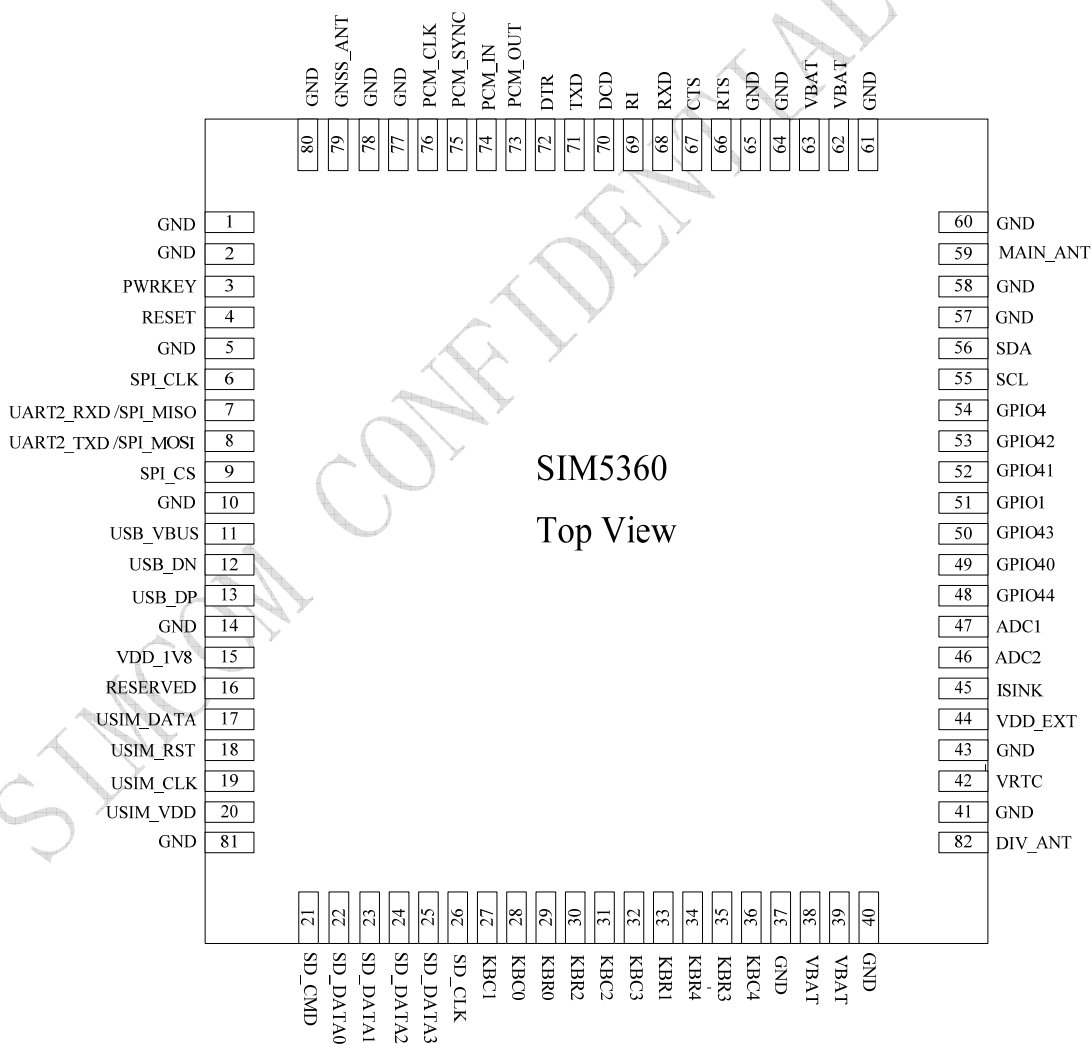 GND
GNSS_ANT
GND
GND
PCM_CLK
PCM_SYNC
PCM_IN
PCM_OUT
DTR
TXD
DCD
RI
RXD
CTS
RTS
GND
GND
VBAT
VBAT
GND
80
79
78
77
76
75
74
73
72
71
70
69
68
67
66
65
64
63
62
61
GND 1
GND 2
PWRKEY 3
RESET 4
GND 5
SPI_CLK 6
UART2_RXD /SPI_MISO 7
UART2_TXD /SPI_MOSI 8
SPI_CS 9
GND 10
USB_VBUS 11
USB_DN 12
USB_DP 13
GND 14
VDD_1V8 15
RESERVED 16
USIM_DATA 17
USIM_RST 18
USIM_CLK 19
USIM_VDD 20
GND 81
SIM5360
Top View
60 GND
59 MAIN_ANT
58 GND
57 GND
56 SDA
55 SCL
54 GPIO4
53 GPIO42
52 GPIO41
51 GPIO1
50 GPIO43
49 GPIO40
48 GPIO44
47 ADC1
46 ADC2
45 ISINK
44 VDD_EXT
43 GND
42 VRTC
41 GND
82 DIV_ANT
21
22
23
24
25
26
27
28
29
30
31
32
33
34
35
36
37
38
39
40
SD_CMD
SD_DATA0
SD_DATA1
SD_DATA2
SD_DATA3
SD_CLK
KBC1
KBC0
KBR0
KBR2
KBC2
KBC3
KBR1
KBR4
KBR3
KBC4
GND
VBAT
VBAT
GND
SIMCOM CONFIDENTIAL